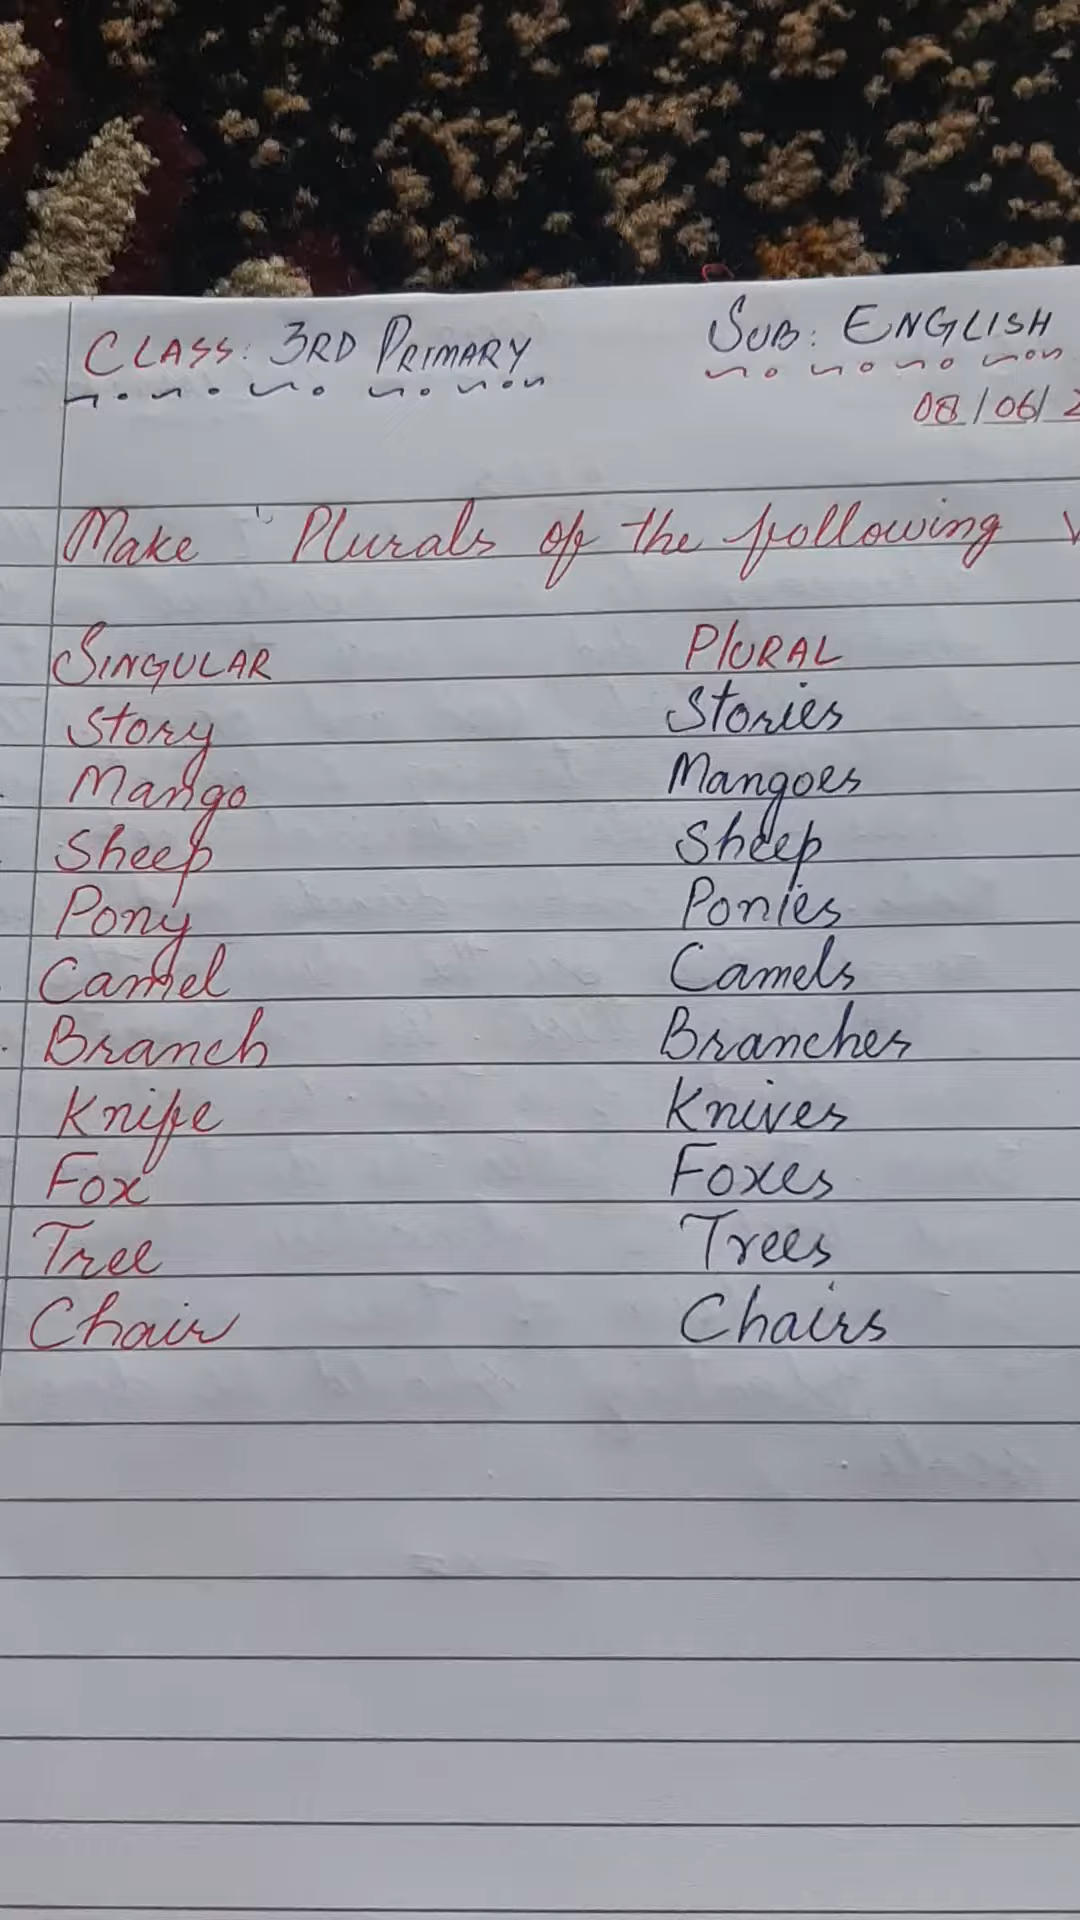 CLASS: 3RD PRIMARY SUB: ENGLISH
08/06/
Make Plurals of the following
SINGULAR PLURAL
Story Stories
Mango Mangoes
Sheep Sheep
Pony Ponies
Camel Camels
Branch Branches
Knife Knives
Fox Foxes
Tree Trees
Chair Chairs